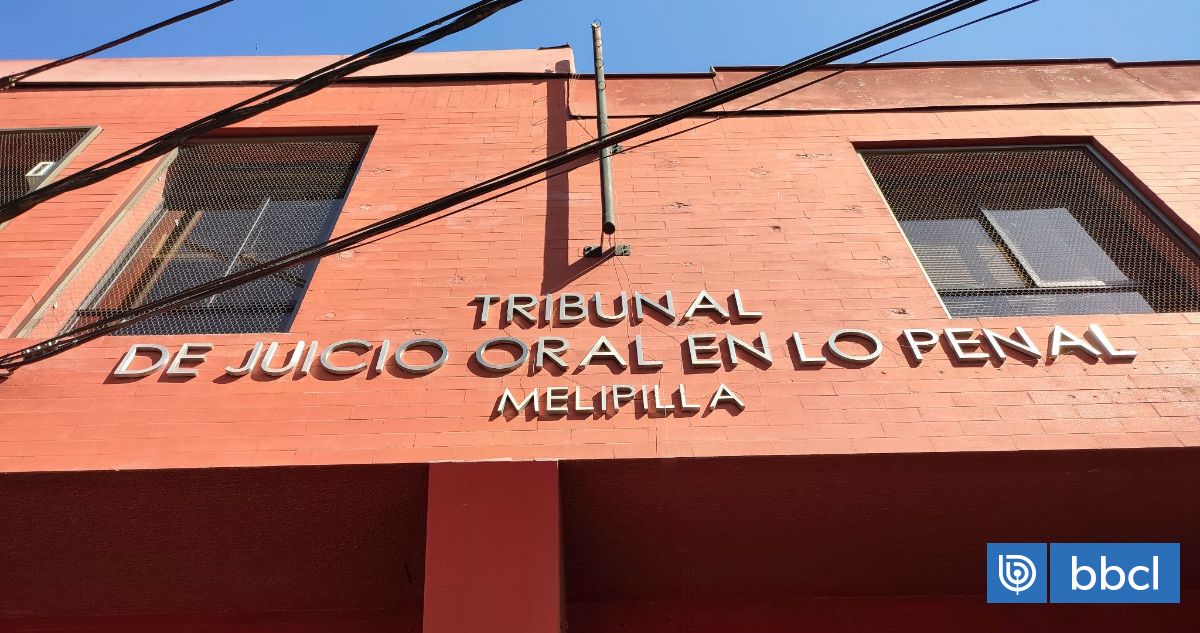 TRIBUNAL
DE JUICIO ORAL EN LO PENAL
MELIPILLA
bbcl